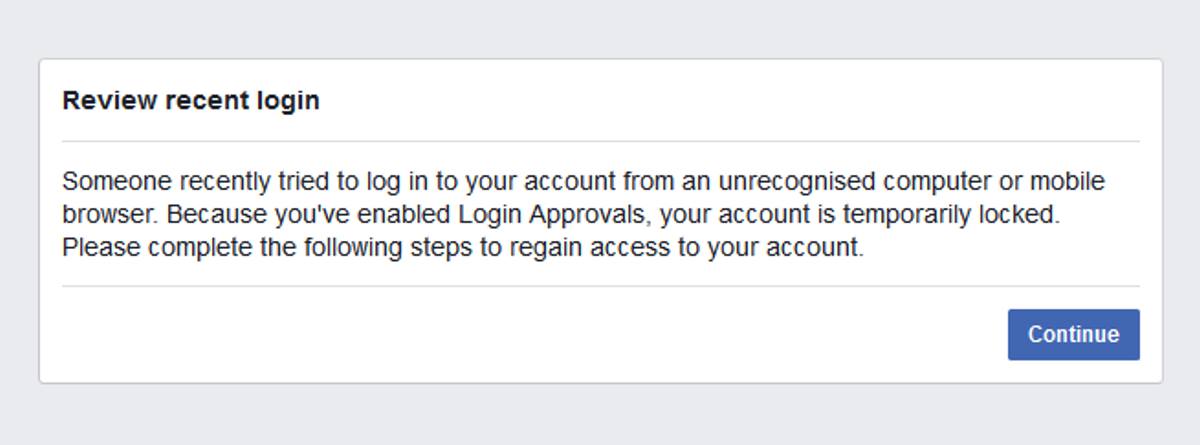 Review recent login
Someone recently tried to log in to your account from an unrecognised computer or mobile
browser. Because you've enabled Login Approvals, your account is temporarily locked.
Please complete the following steps to regain access to your account.
Continue